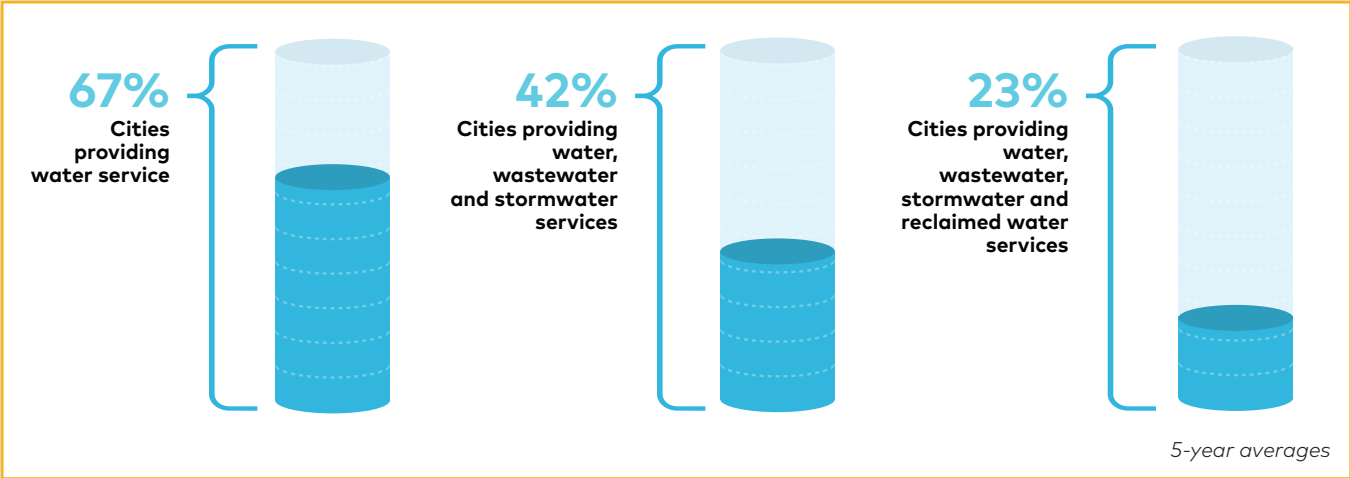 67%
Cities
providing
water service
42%
Cities providing
water,
wastewater
and stormwater
services
23%
Cities providing
water,
wastewater,
stormwater and
reclaimed water
services
5-year averages